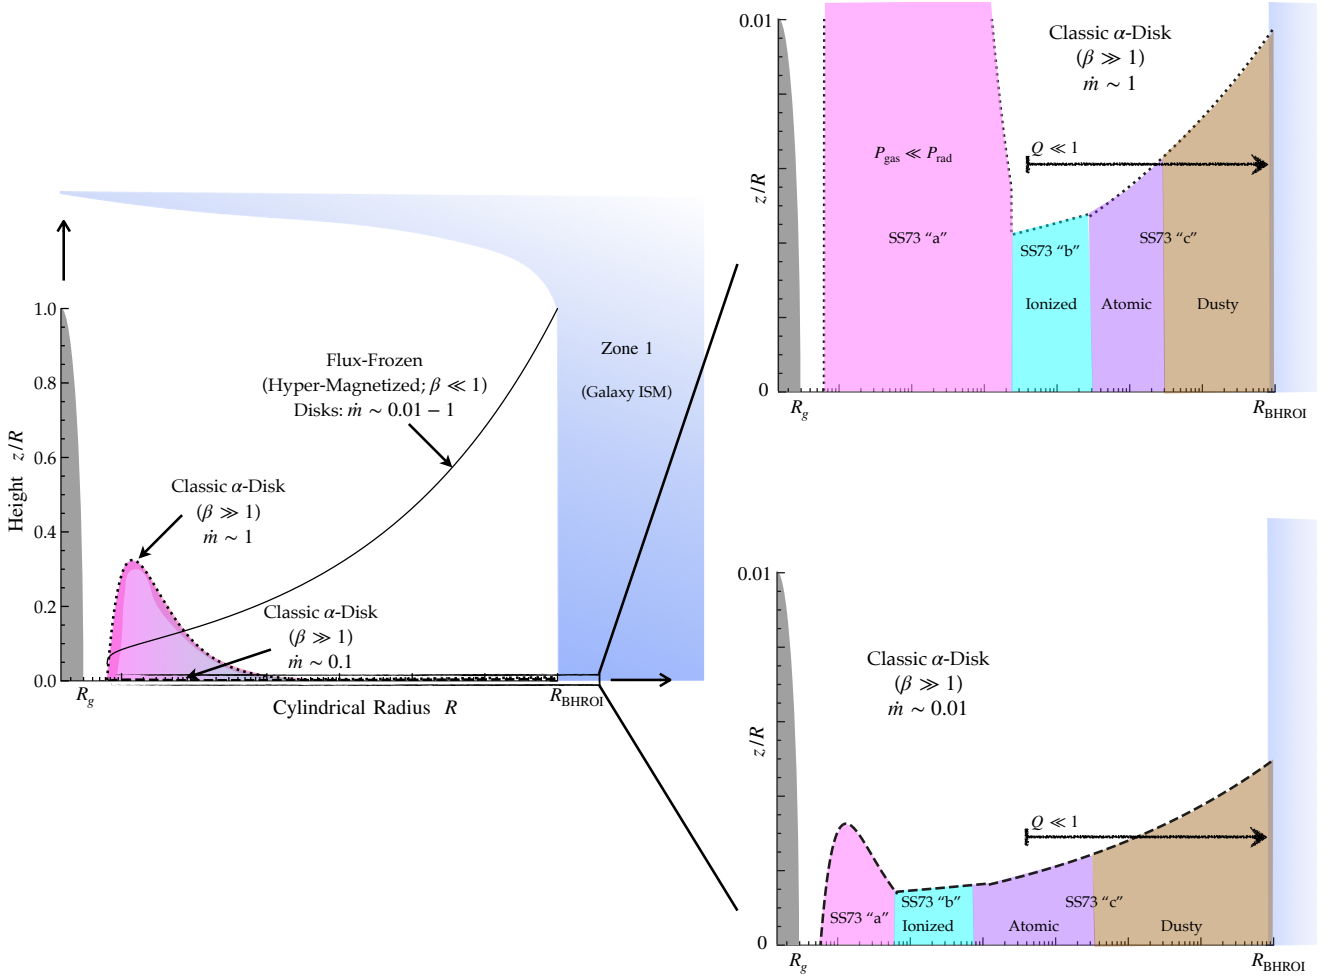 1.0
0.8
0.6
0.4
0.2
0.0
Height z/R
Flux-Frozen
(Hyper-Magnetized; β ≪ 1)
Disks: ṁ ∼ 0.01 − 1
Classic α-Disk
(β ≫ 1)
ṁ ∼ 1
Classic α-Disk
(β ≫ 1)
ṁ ∼ 0.1
Zone 1
(Galaxy ISM)
R_g
R_BHROI
Cylindrical Radius R
0.01
z/R
0
Classic α-Disk
(β ≫ 1)
ṁ ∼ 1
Q ≪ 1
P_gas ≪ P_rad
SS73 “a”
SS73 “b”
SS73 “c”
Ionized
Atomic
Dusty
R_g
R_BHROI
0.01
z/R
0
Classic α-Disk
(β ≫ 1)
ṁ ∼ 0.01
Q ≪ 1
SS73 “a”
SS73 “b”
SS73 “c”
Ionized
Atomic
Dusty
R_g
R_BHROI